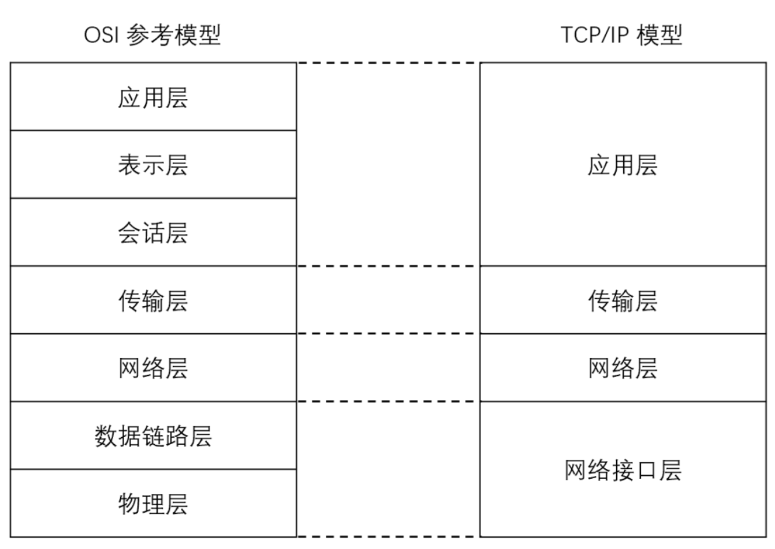 OSI 参考模型
TCP/IP 模型
应用层
表示层
会话层
传输层
网络层
数据链路层
物理层
应用层
传输层
网络层
网络接口层